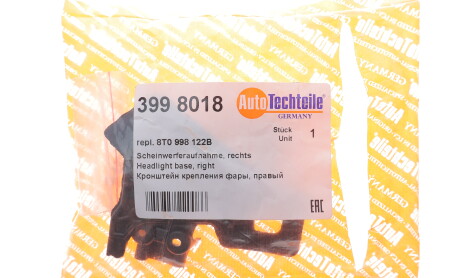 399 8018
AutoTechteile®
GERMANY
repl. 8T0 998 122B
Stück
Unit
1
Scheinwerferaufnahme, rechts
Headlight base, right
Кронштейн крепления фары, правый
EAC